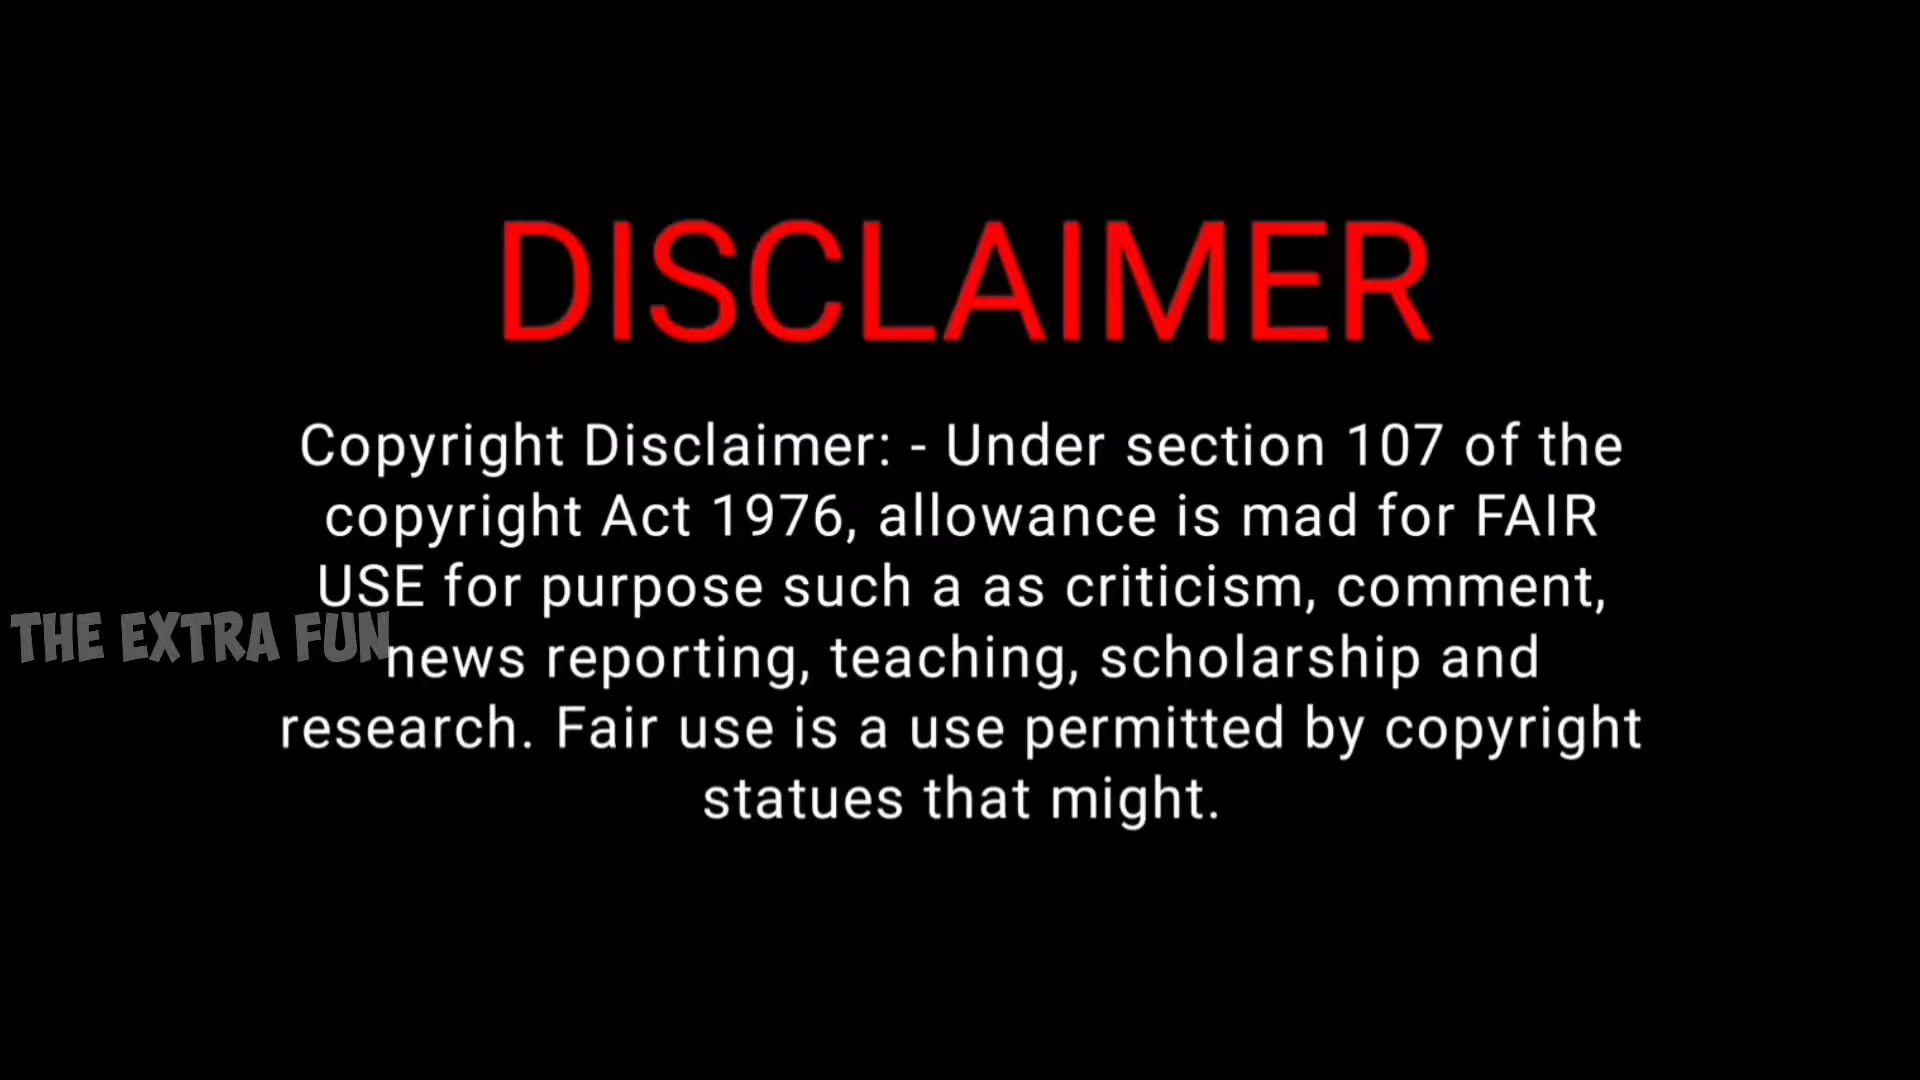 DISCLAIMER
Copyright Disclaimer: - Under section 107 of the
copyright Act 1976, allowance is mad for FAIR
USE for purpose such a as criticism, comment,
THE EXTRA FUN
news reporting, teaching, scholarship and
research. Fair use is a use permitted by copyright
statues that might.